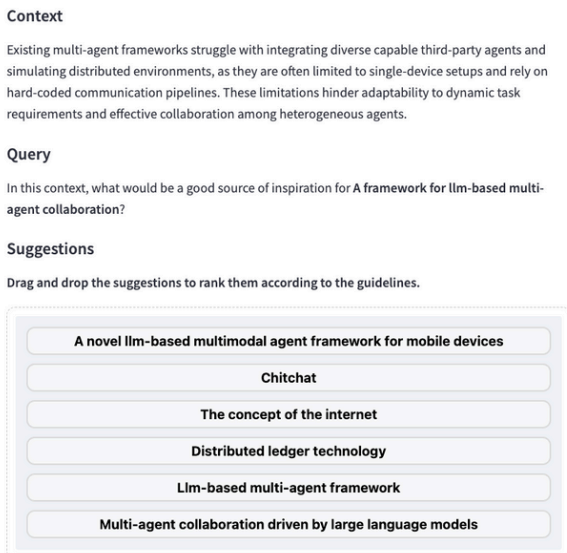 Context
Existing multi-agent frameworks struggle with integrating diverse capable third-party agents and
simulating distributed environments, as they are often limited to single-device setups and rely on
hard-coded communication pipelines. These limitations hinder adaptability to dynamic task
requirements and effective collaboration among heterogeneous agents.
Query
In this context, what would be a good source of inspiration for A framework for llm-based multi-
agent collaboration?
Suggestions
Drag and drop the suggestions to rank them according to the guidelines.
A novel llm-based multimodal agent framework for mobile devices
Chitchat
The concept of the internet
Distributed ledger technology
Llm-based multi-agent framework
Multi-agent collaboration driven by large language models